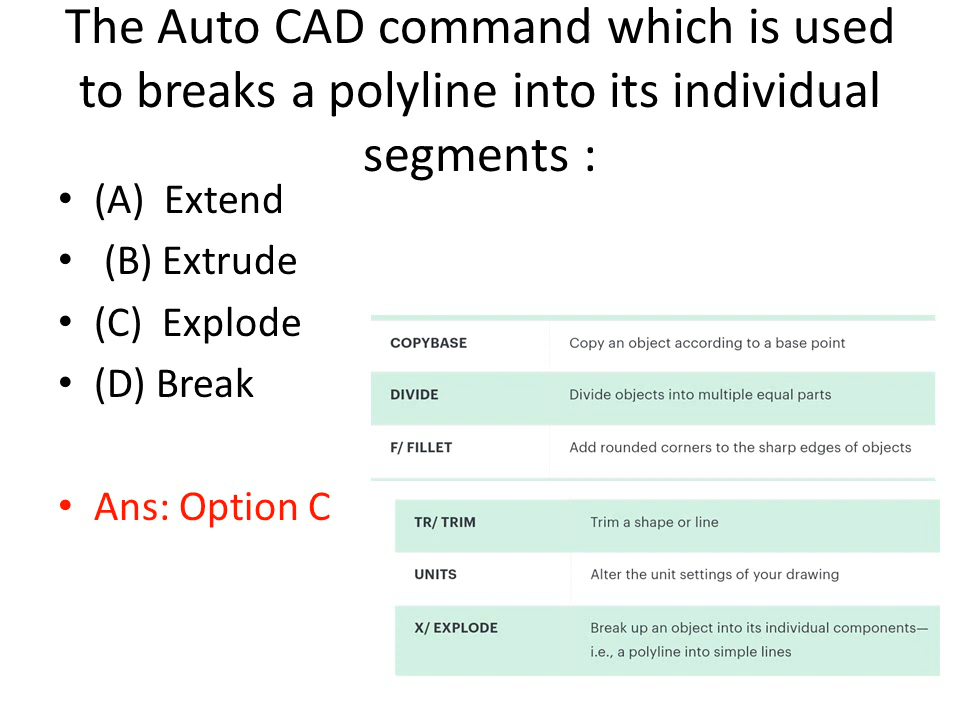 The Auto CAD command which is used
to breaks a polyline into its individual
segments :
• (A) Extend
• (B) Extrude
• (C) Explode
• (D) Break
• Ans: Option C
COPYBASE Copy an object according to a base point
DIVIDE Divide objects into multiple equal parts
F/ FILLET Add rounded corners to the sharp edges of objects
TR/ TRIM Trim a shape or line
UNITS Alter the unit settings of your drawing
X/ EXPLODE Break up an object into its individual components—
i.e., a polyline into simple lines